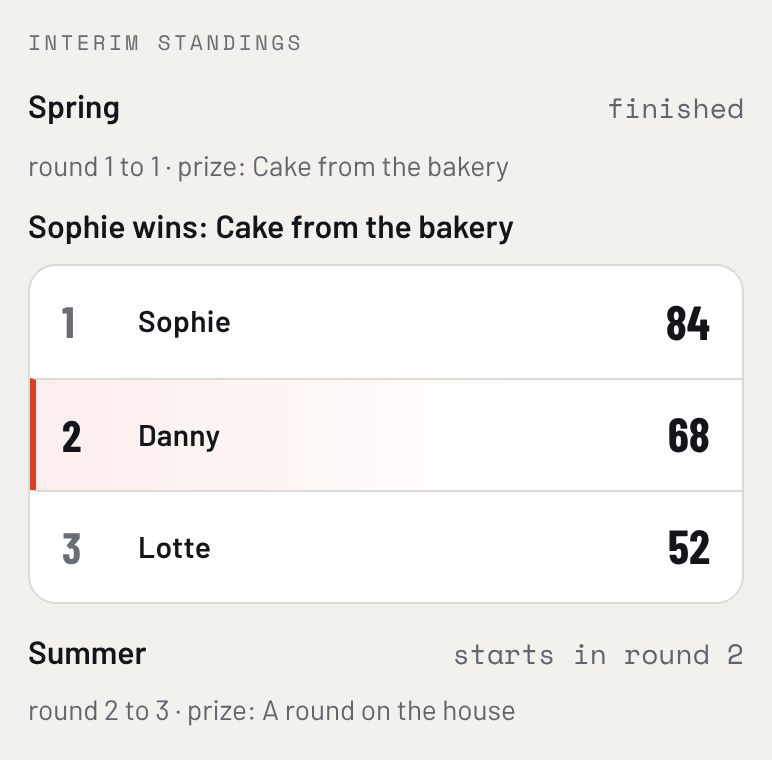 INTERIM STANDINGS
Spring finished
round 1 to 1 · prize: Cake from the bakery
Sophie wins: Cake from the bakery
1 Sophie 84
2 Danny 68
3 Lotte 52
Summer starts in round 2
round 2 to 3 · prize: A round on the house